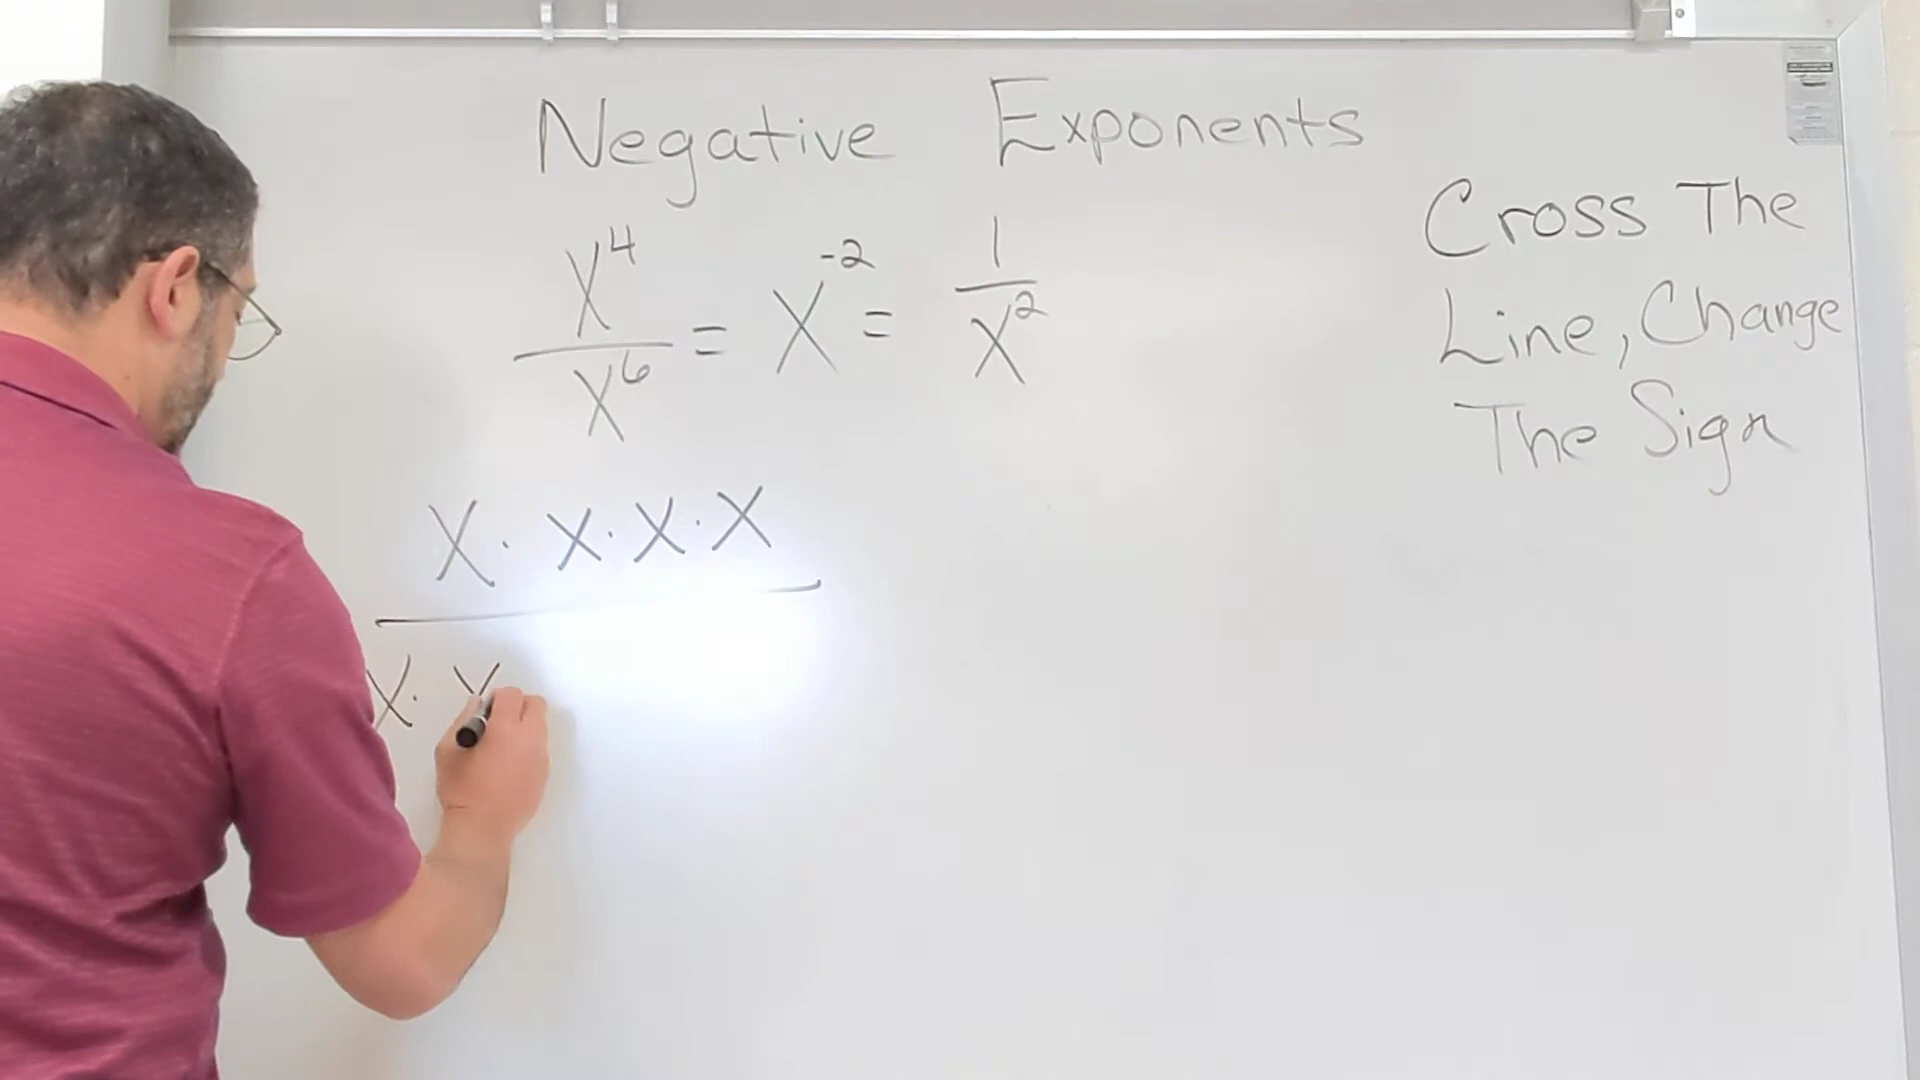 Negative Exponents
Cross The
Line, Change
The Sign
X^4/X^6 = X^-2 = 1/X^2
X · X · X · X
X · X